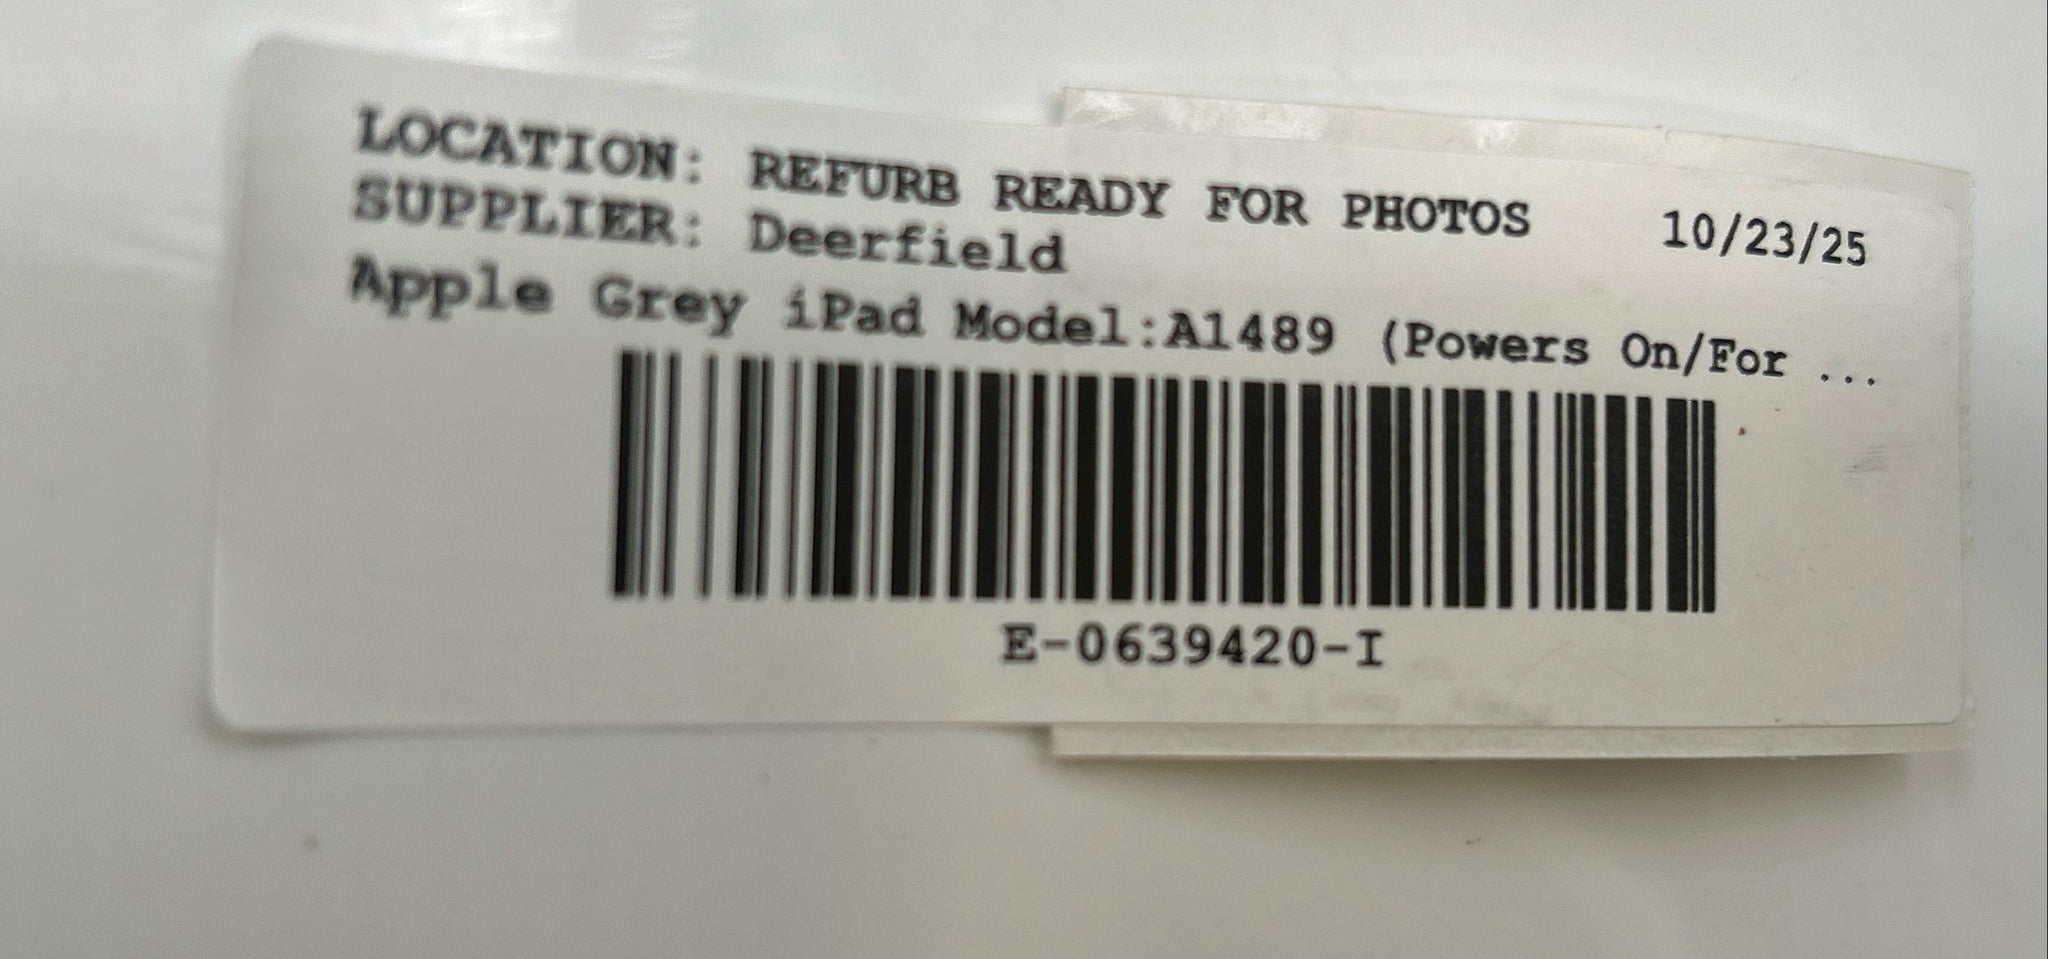 LOCATION: REFURB READY FOR PHOTOS 10/23/25
SUPPLIER: Deerfield
Apple Grey iPad Model:A1489 (Powers On/For ...
E-0639420-I